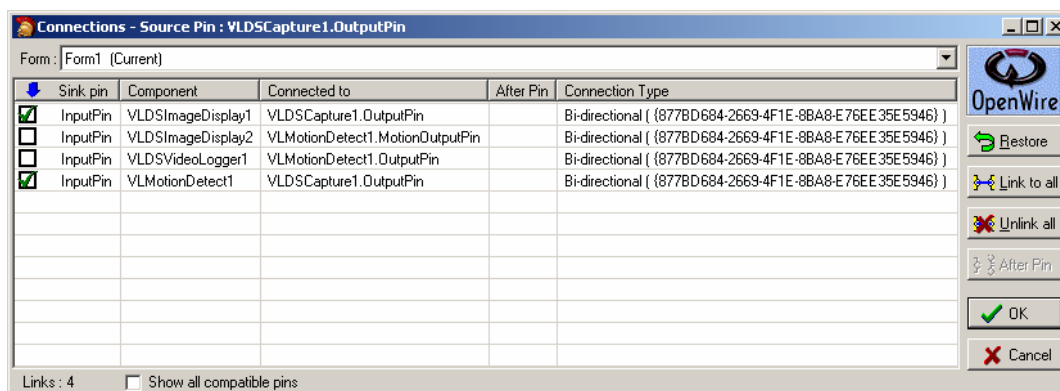 Connections - Source Pin : VLDSCapture1.OutputPin
Form : Form1 (Current)
OpenWire
Sink pin Component Connected to After Pin Connection Type
InputPin VLDSImageDisplay1 VLDSCapture1.OutputPin Bi-directional ( {877BD684-2669-4F1E-8BA8-E76EE35E5946} )
InputPin VLDSImageDisplay2 VLMotionDetect1.MotionOutputPin Bi-directional ( {877BD684-2669-4F1E-8BA8-E76EE35E5946} )
InputPin VLDSVideoLogger1 VLMotionDetect1.OutputPin Bi-directional ( {877BD684-2669-4F1E-8BA8-E76EE35E5946} )
InputPin VLMotionDetect1 VLDSCapture1.OutputPin Bi-directional ( {877BD684-2669-4F1E-8BA8-E76EE35E5946} )
Restore
Link to all
Unlink all
After Pin
OK
Cancel
Links : 4 Show all compatible pins